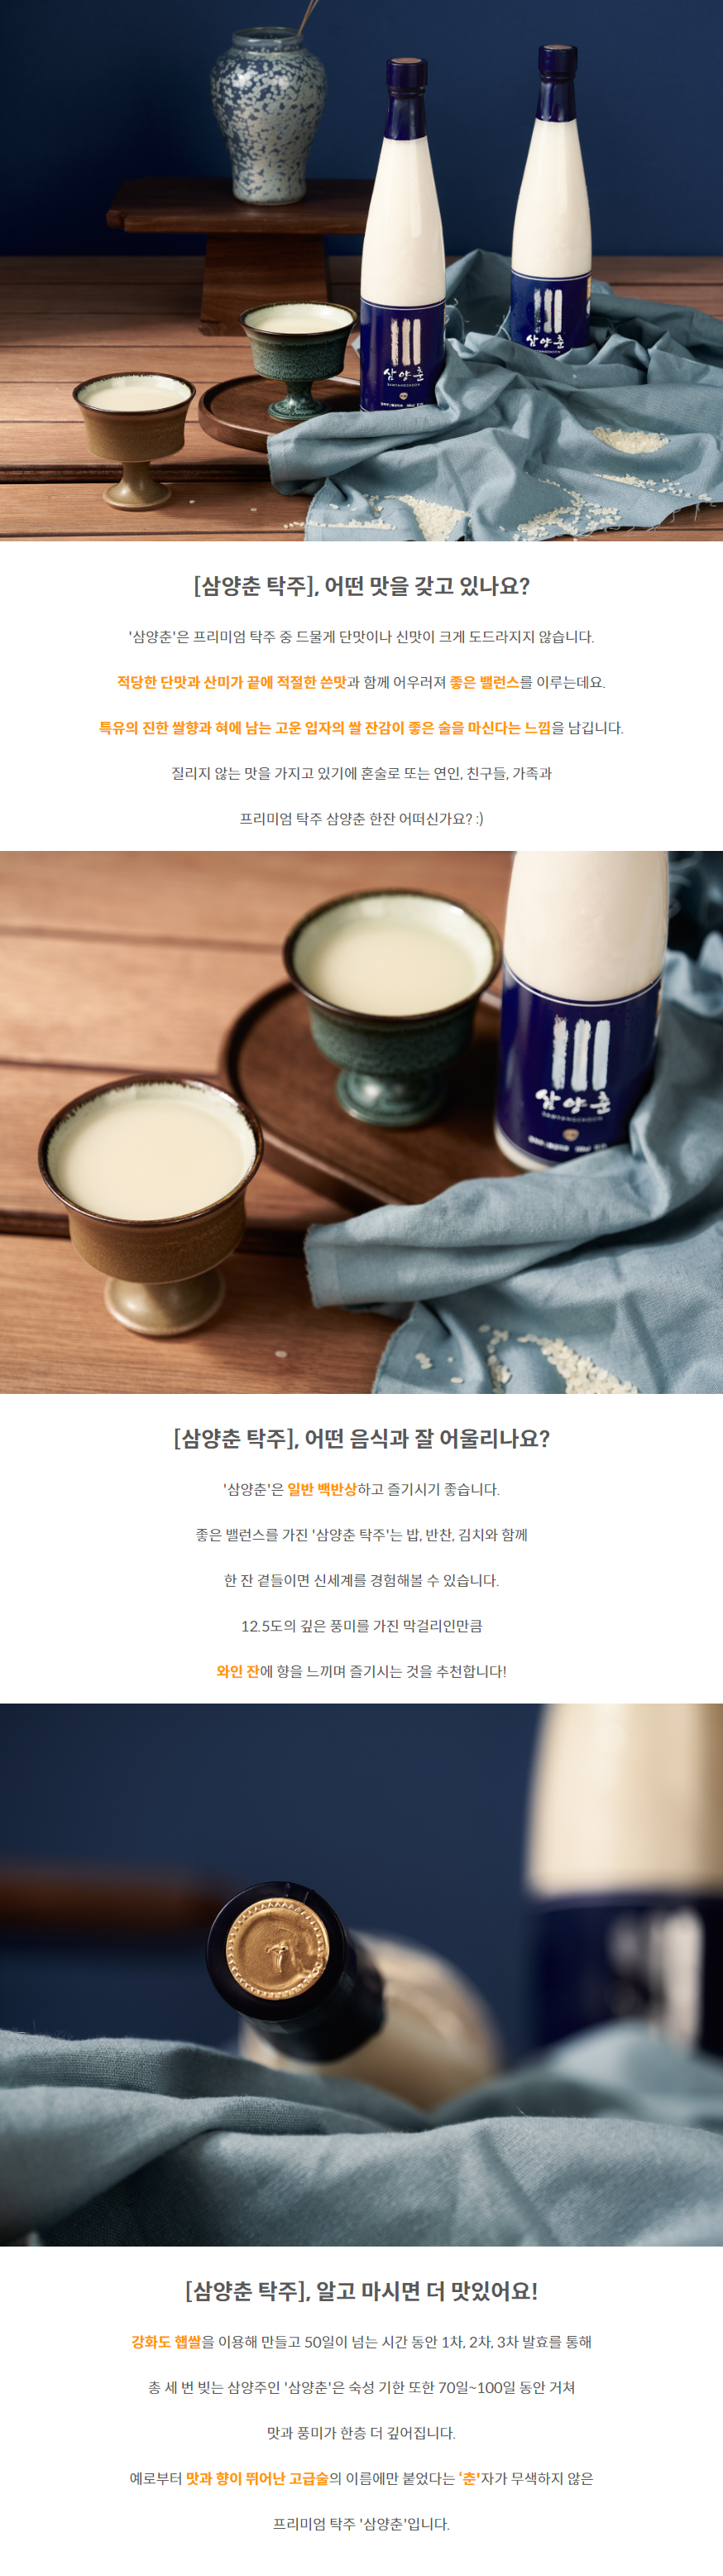 삼양춘
SAMYANGCHOON
삼양춘
[삼양춘 탁주], 어떤 맛을 갖고 있나요?
'삼양춘'은 프리미엄 탁주 중 드물게 단맛이나 신맛이 크게 도드라지지 않습니다.
적당한 단맛과 산미가 끝에 적절한 쓴맛과 함께 어우러져 좋은 밸런스를 이루는데요.
특유의 진한 쌀향과 혀에 남는 고운 입자의 쌀 잔감이 좋은 술을 마신다는 느낌을 남깁니다.
질리지 않는 맛을 가지고 있기에 혼술로 또는 연인, 친구들, 가족과
프리미엄 탁주 삼양춘 한잔 어떠신가요? :)
삼양춘
SAMYANGCHOON
[삼양춘 탁주], 어떤 음식과 잘 어울리나요?
'삼양춘'은 일반 백반상하고 즐기시기 좋습니다.
좋은 밸런스를 가진 '삼양춘 탁주'는 밥, 반찬, 김치와 함께
한 잔 곁들이면 신세계를 경험해볼 수 있습니다.
12.5도의 깊은 풍미를 가진 막걸리인만큼
와인 잔에 향을 느끼며 즐기시는 것을 추천합니다!
[삼양춘 탁주], 알고 마시면 더 맛있어요!
강화도 햅쌀을 이용해 만들고 50일이 넘는 시간 동안 1차, 2차, 3차 발효를 통해
총 세 번 빚는 삼양주인 '삼양춘'은 숙성 기한 또한 70일~100일 동안 거쳐
맛과 풍미가 한층 더 깊어집니다.
예로부터 맛과 향이 뛰어난 고급술의 이름에만 붙었다는 '춘'자가 무색하지 않은
프리미엄 탁주 '삼양춘'입니다.